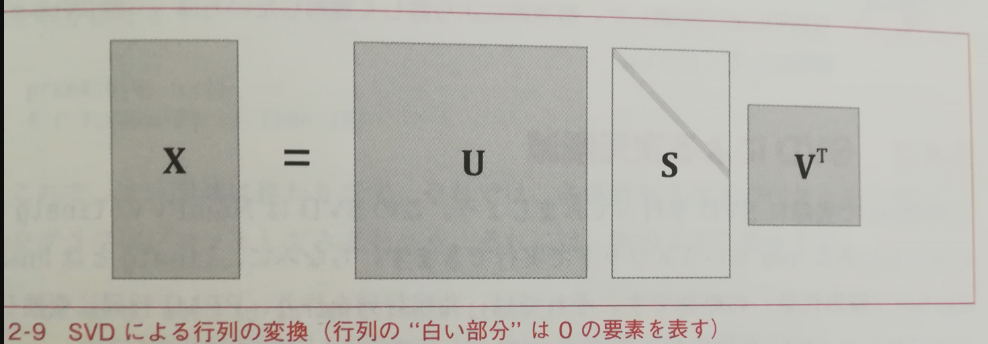 X = U S Vᵀ
2-9 SVD による行列の変換（行列の “白い部分” は 0 の要素を表す）